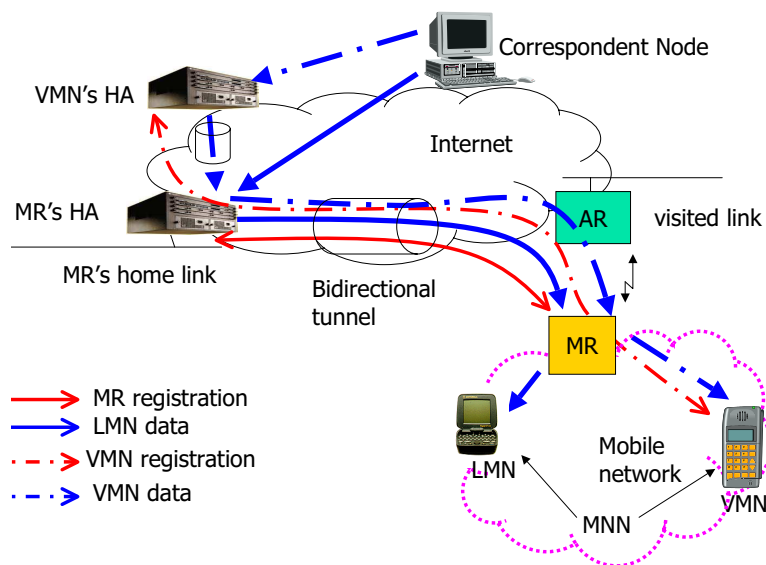 Correspondent Node
VMN's HA
Internet
MR's HA
AR
visited link
MR's home link
Bidirectional
tunnel
MR
MR registration
LMN data
VMN registration
VMN data
LMN
Mobile
network
VMN
MNN